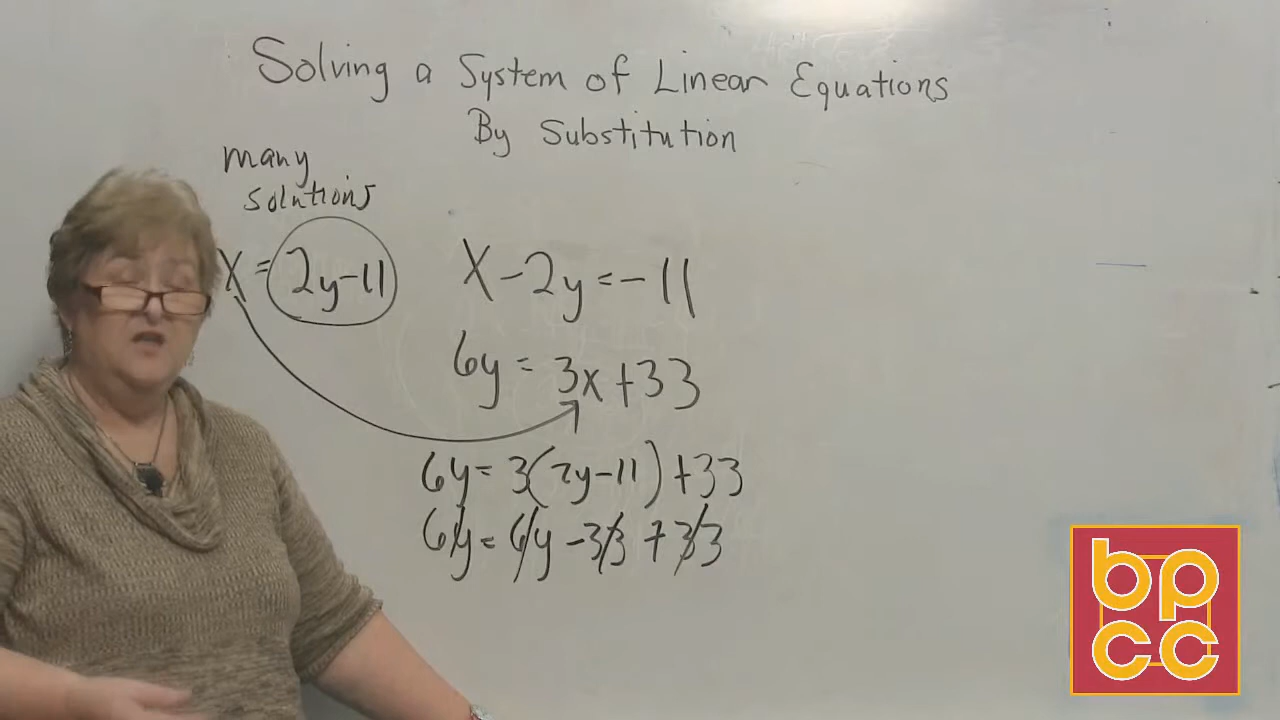 Solving a System of Linear Equations
By Substitution
many
solutions
x = 2y-11
x - 2y = -11
6y = 3x + 33
6y = 3(2y-11) + 33
6y = 6y - 33 + 33
bp
cc